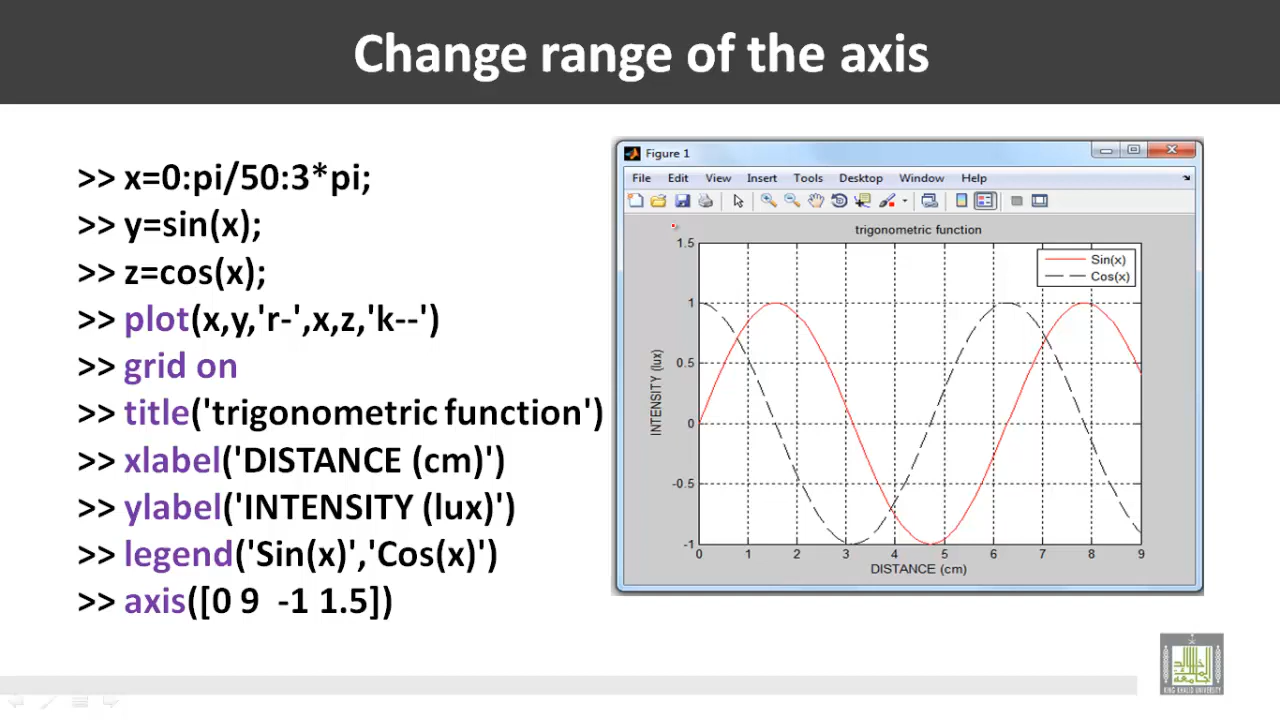 Change range of the axis
>> x=0:pi/50:3*pi;
>> y=sin(x);
>> z=cos(x);
>> plot(x,y,'r-',x,z,'k--')
>> grid on
>> title('trigonometric function')
>> xlabel('DISTANCE (cm)')
>> ylabel('INTENSITY (lux)')
>> legend('Sin(x)','Cos(x)')
>> axis([0 9  -1 1.5])
Figure 1
File Edit View Insert Tools Desktop Window Help
trigonometric function
Sin(x)
Cos(x)
1.5
1
0.5
0
-0.5
-1
INTENSITY (lux)
0 1 2 3 4 5 6 7 8 9
DISTANCE (cm)
KING KHALID UNIVERSITY